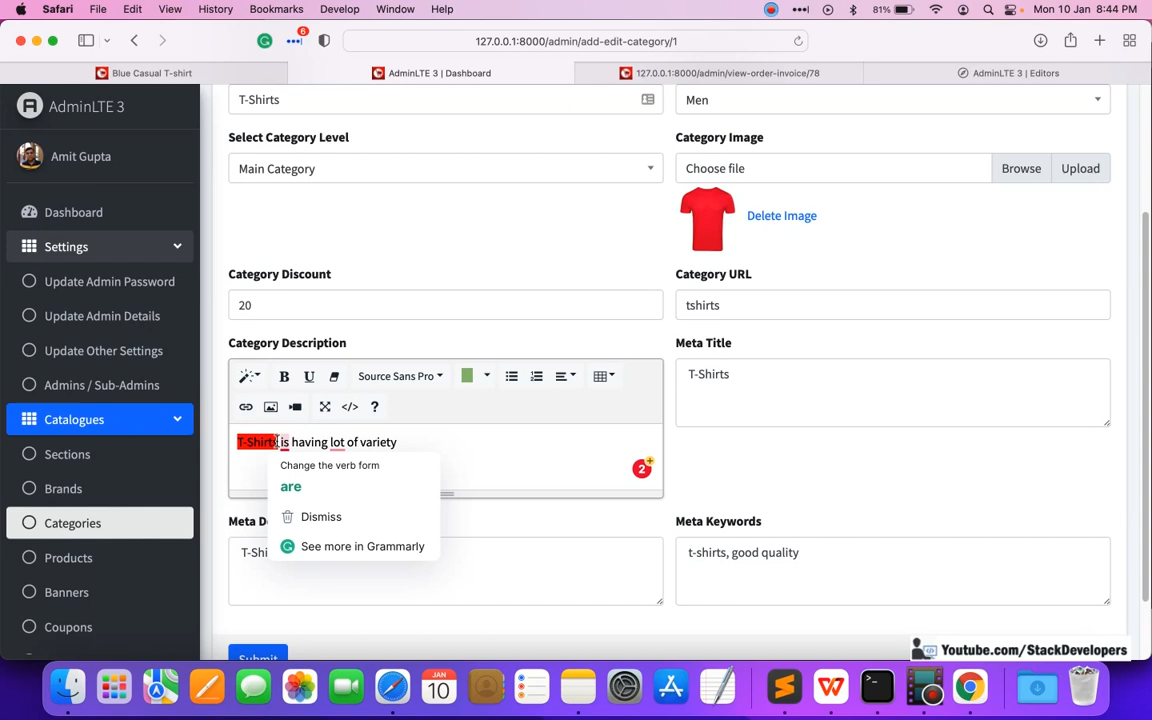 Safari File Edit View History Bookmarks Develop Window Help 81% Mon 10 Jan 8:44 PM
6
127.0.0.1:8000/admin/add-edit-category/1
Blue Casual T-shirt
AdminLTE 3 | Dashboard
127.0.0.1:8000/admin/view-order-invoice/78
AdminLTE 3 | Editors
AdminLTE 3
Amit Gupta
Dashboard
Settings
Update Admin Password
Update Admin Details
Update Other Settings
Admins / Sub-Admins
Catalogues
Sections
Brands
Categories
Products
Banners
Coupons
T-Shirts
Men
Select Category Level
Category Image
Main Category
Choose file
Browse
Upload
Delete Image
Category Discount
Category URL
20
tshirts
Category Description
Meta Title
B U Source Sans Pro
</> ?
T-Shirts is having lot of variety
2
T-Shirts
Change the verb form
are
Dismiss
See more in Grammarly
Meta D
T-Shi
Meta Keywords
t-shirts, good quality
Submit
Youtube.com/StackDevelopers
JAN
10